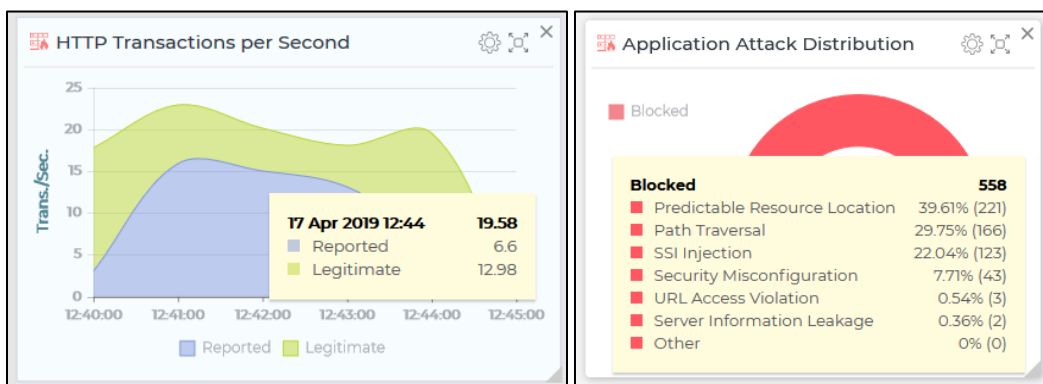 HTTP Transactions per Second
25
20
15
10
5
0
Trans./Sec.
17 Apr 2019 12:44 19.58
Reported 6.6
Legitimate 12.98
12:40:00 12:41:00 12:42:00 12:43:00 12:44:00 12:45:00
Reported Legitimate
Application Attack Distribution
Blocked
Blocked 558
Predictable Resource Location 39.61% (221)
Path Traversal 29.75% (166)
SSI Injection 22.04% (123)
Security Misconfiguration 7.71% (43)
URL Access Violation 0.54% (3)
Server Information Leakage 0.36% (2)
Other 0% (0)